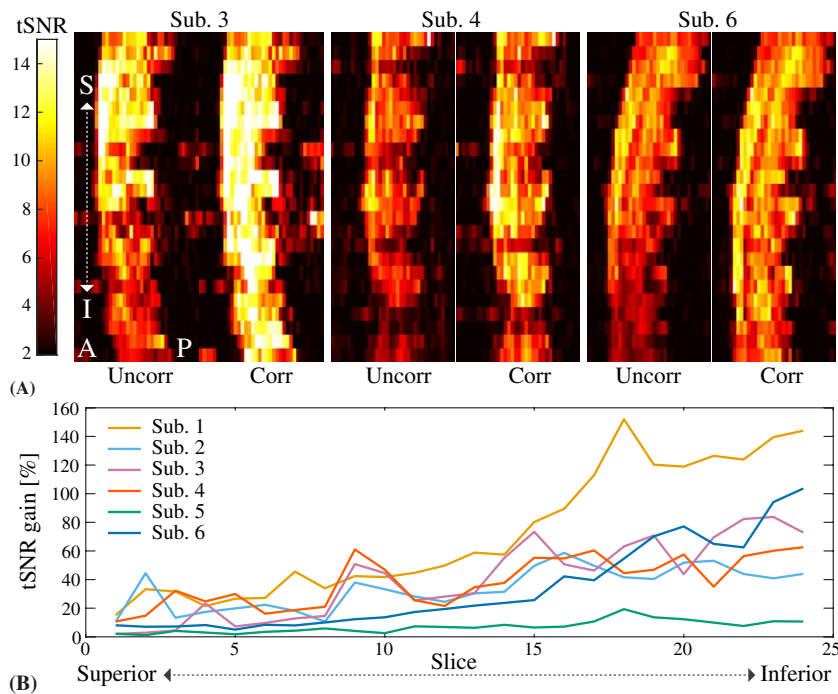 tSNR Sub. 3 Sub. 4 Sub. 6
14
12
10
8
6
4
2
S
I
A P
(A) Uncorr Corr Uncorr Corr Uncorr Corr
tSNR gain [%]
160
140
120
100
80
60
40
20
0
Sub. 1
Sub. 2
Sub. 3
Sub. 4
Sub. 5
Sub. 6
0 5 10 15 20 25
Slice
(B) Superior Inferior